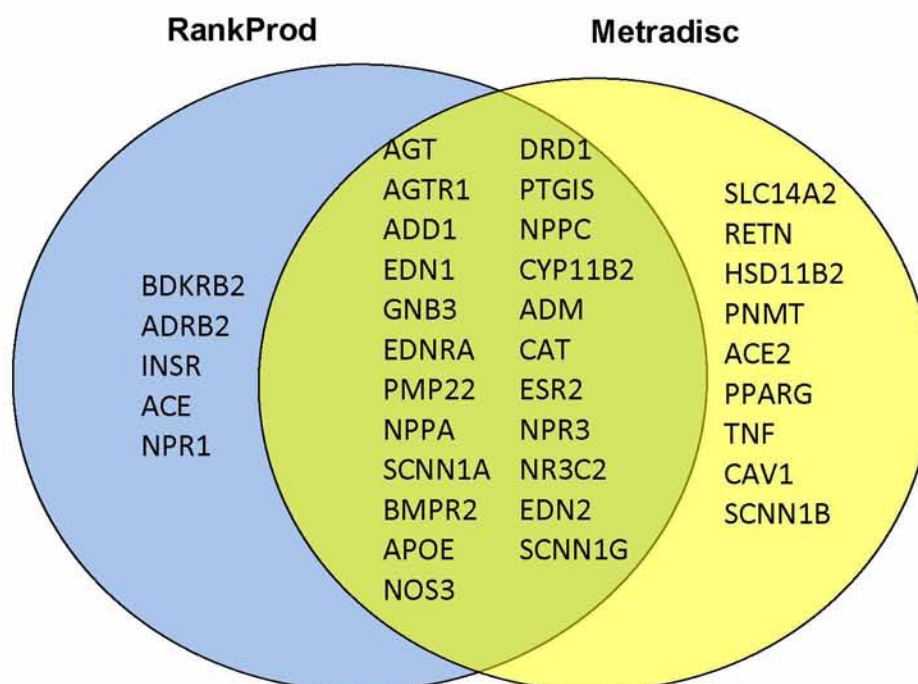 RankProd
Metradisc
BDKRB2
ADRB2
INSR
ACE
NPR1
AGT
AGTR1
ADD1
EDN1
GNB3
EDNRA
PMP22
NPPA
SCNN1A
BMPR2
APOE
NOS3
DRD1
PTGIS
NPPC
CYP11B2
ADM
CAT
ESR2
NPR3
NR3C2
EDN2
SCNN1G
SLC14A2
RETN
HSD11B2
PNMT
ACE2
PPARG
TNF
CAV1
SCNN1B